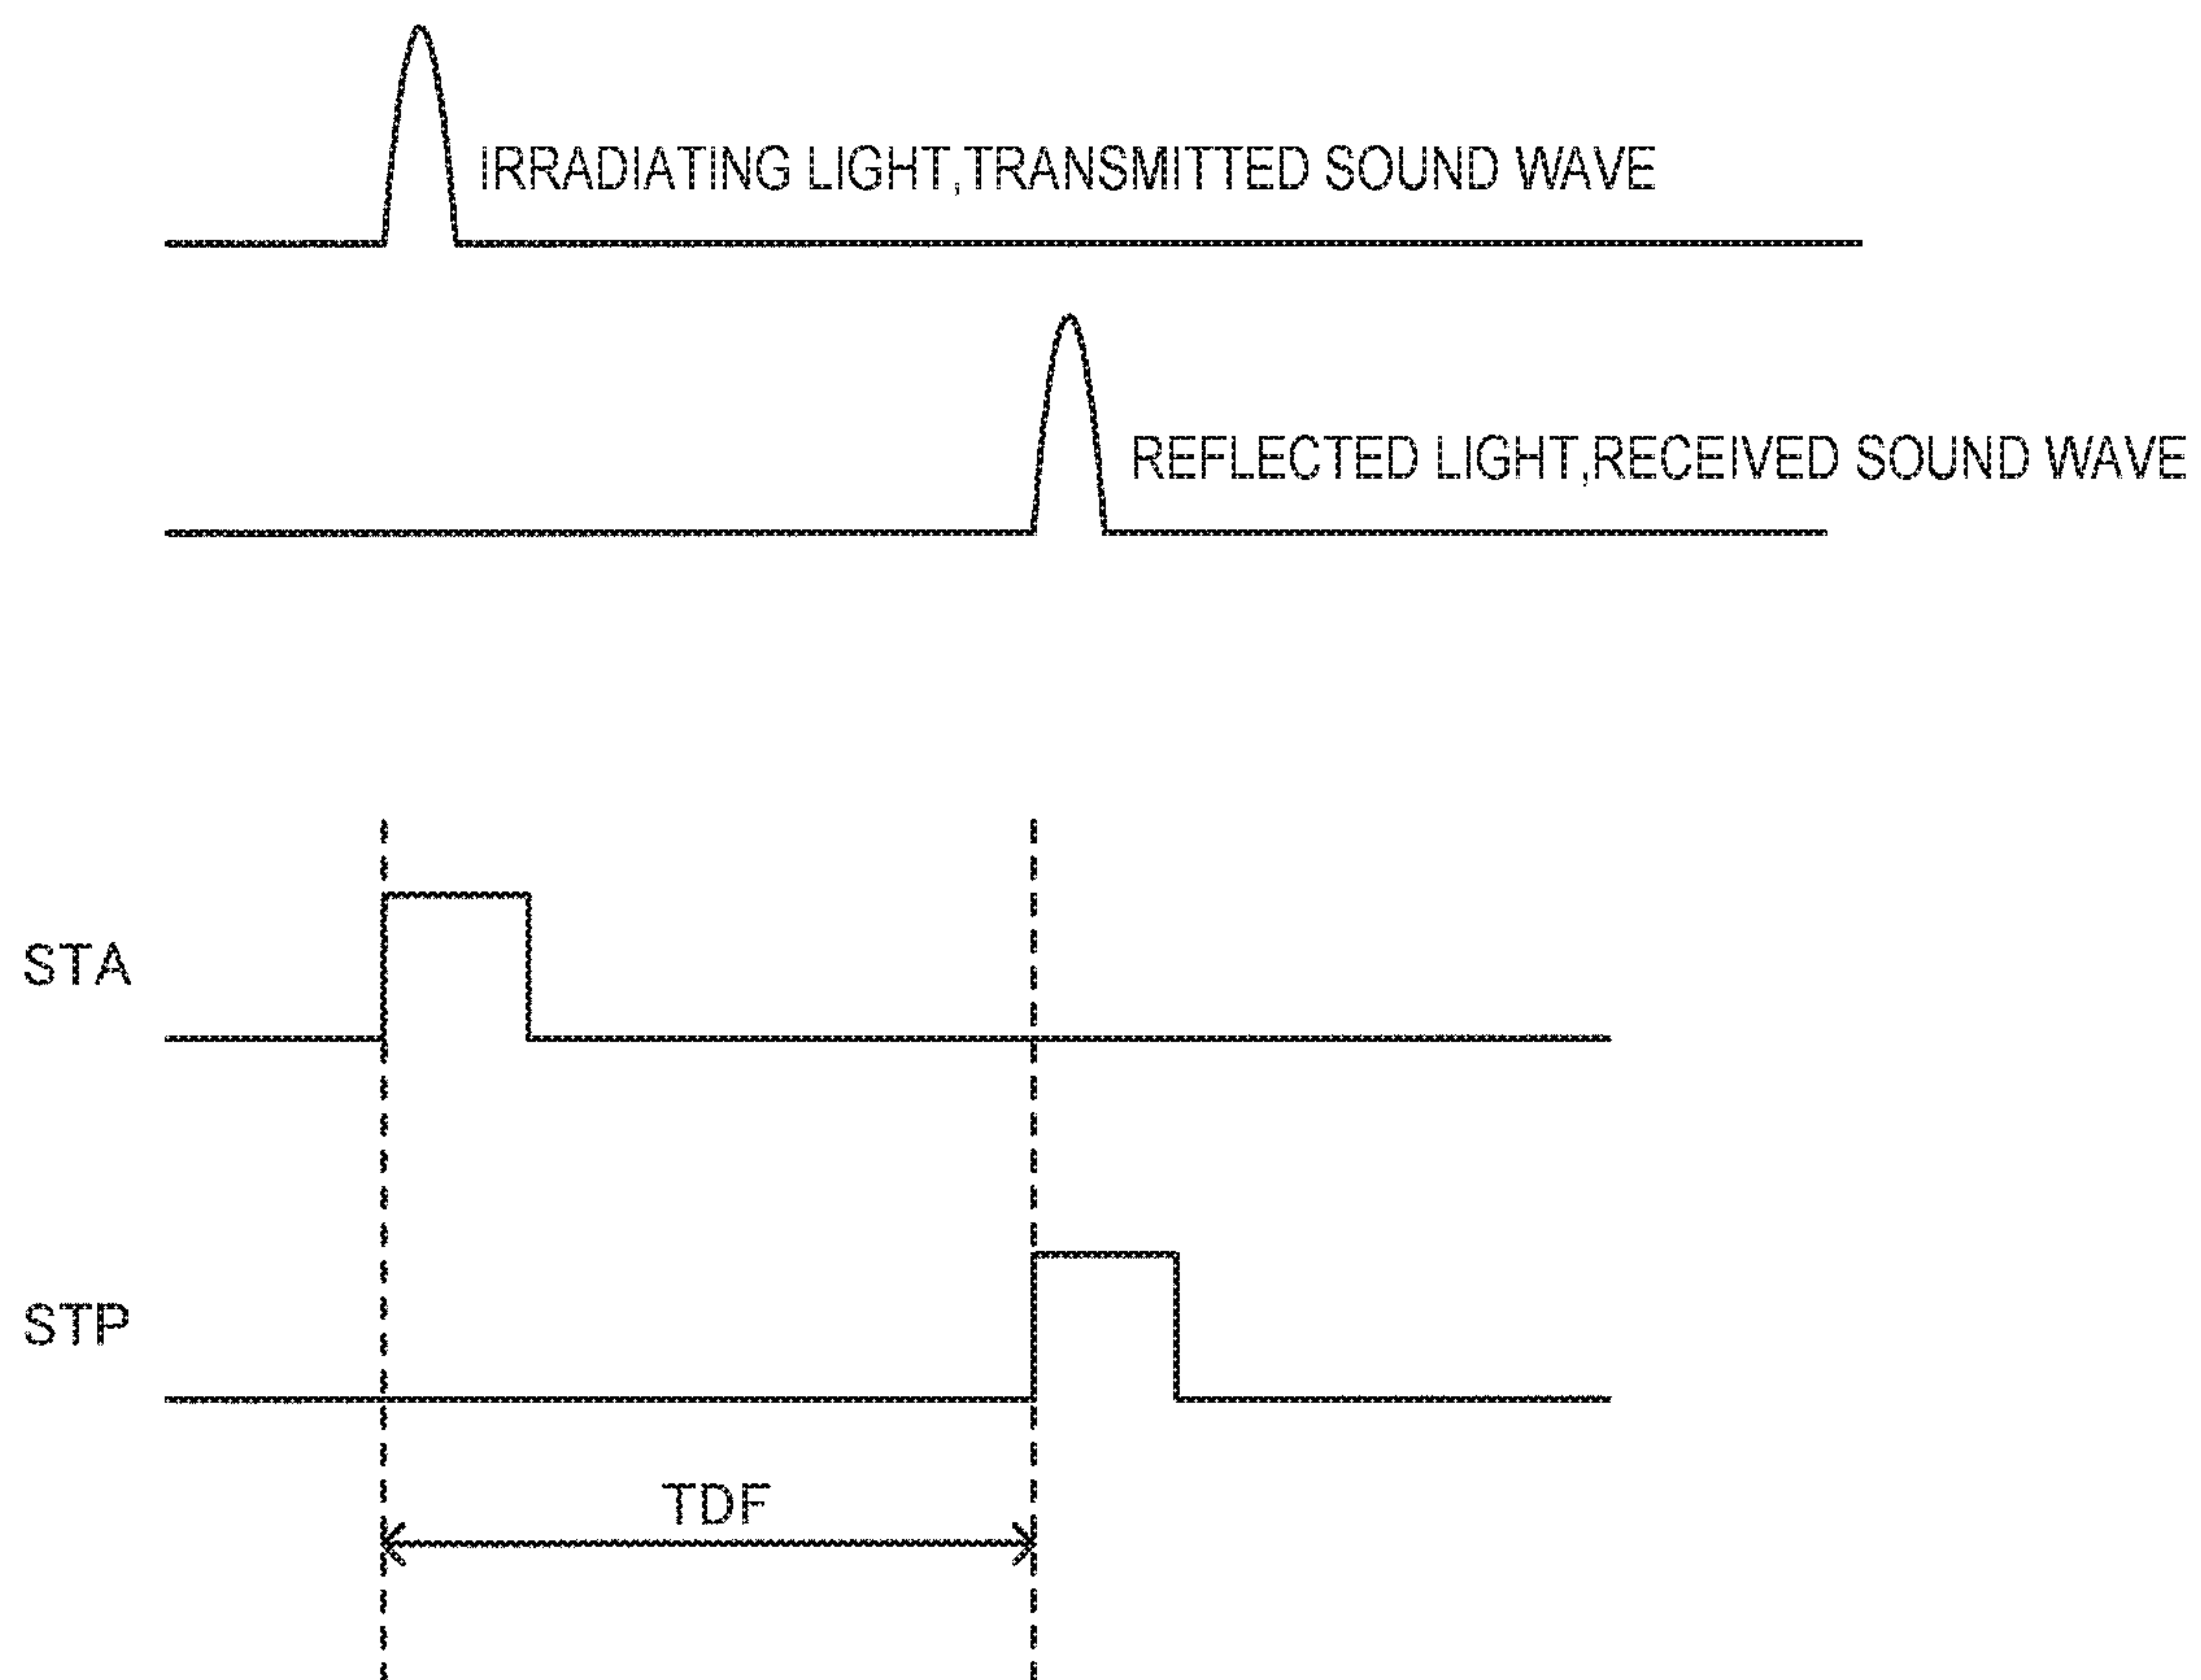 IRRADIATING LIGHT,TRANSMITTED SOUND WAVE
REFLECTED LIGHT,RECEIVED SOUND WAVE
STA
STP
TDF